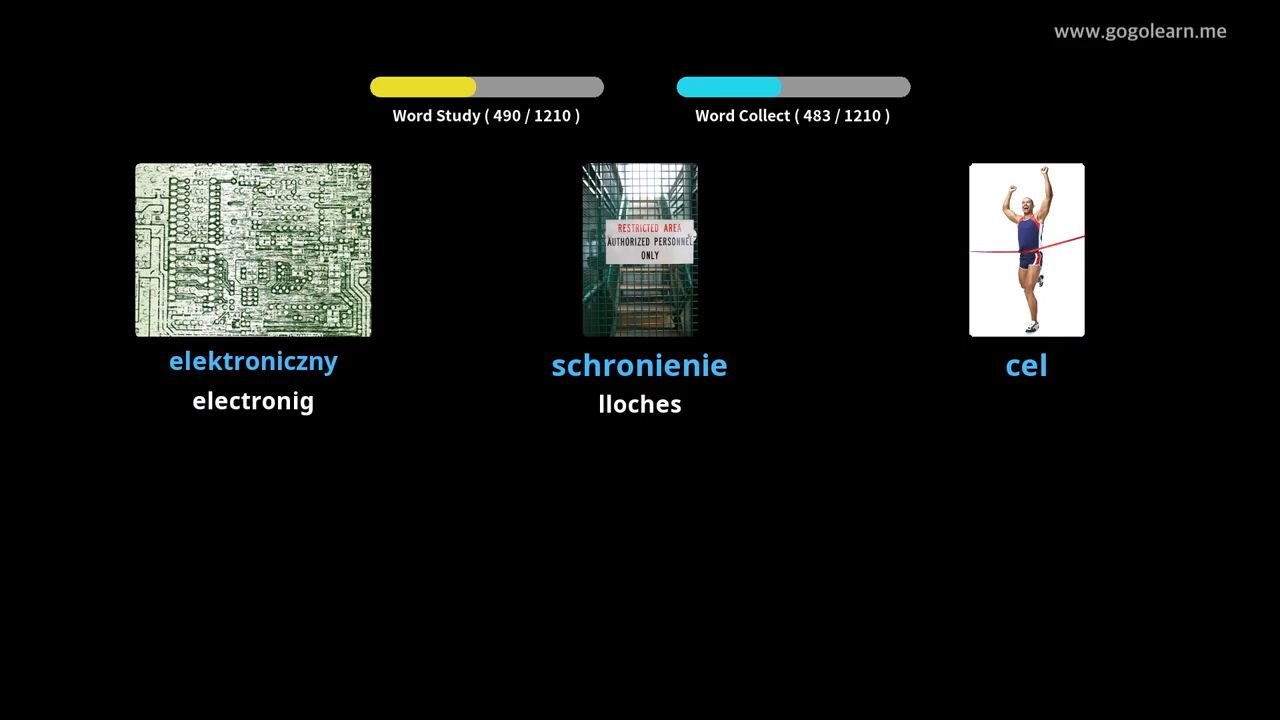 www.gogolearn.me
Word Study ( 490 / 1210 )
Word Collect ( 483 / 1210 )
RESTRICTED AREA
AUTHORIZED PERSONNEL
ONLY
elektroniczny
schronienie
cel
electronig
lloches